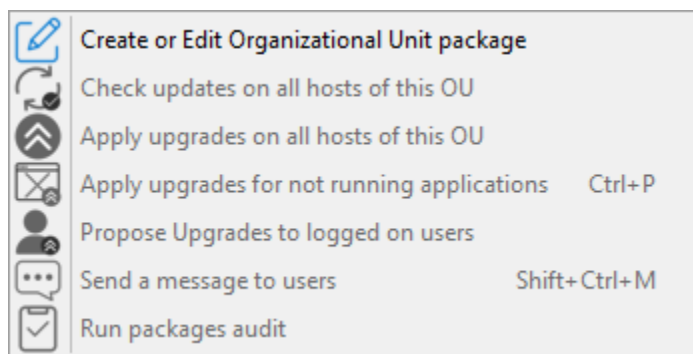 Create or Edit Organizational Unit package
Check updates on all hosts of this OU
Apply upgrades on all hosts of this OU
Apply upgrades for not running applications Ctrl+P
Propose Upgrades to logged on users
Send a message to users Shift+Ctrl+M
Run packages audit